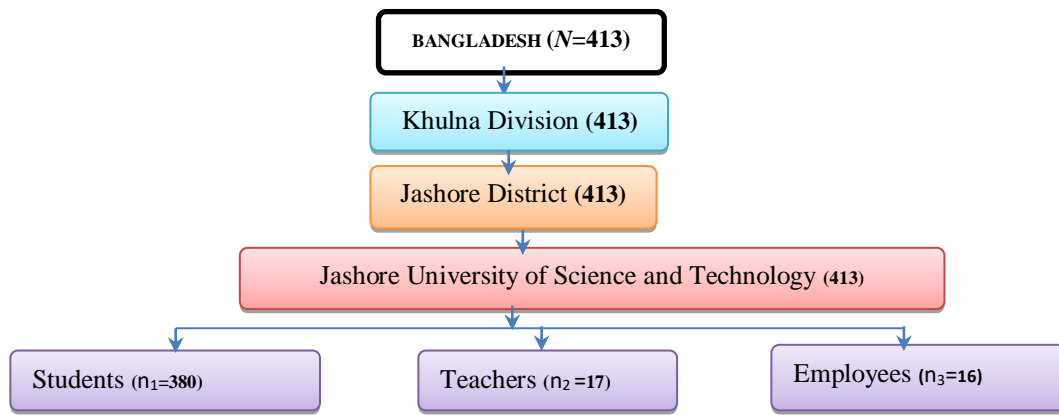 BANGLADESH (N=413)
Khulna Division (413)
Jashore District (413)
Jashore University of Science and Technology (413)
Students (n₁=380)
Teachers (n₂ =17)
Employees (n₃=16)